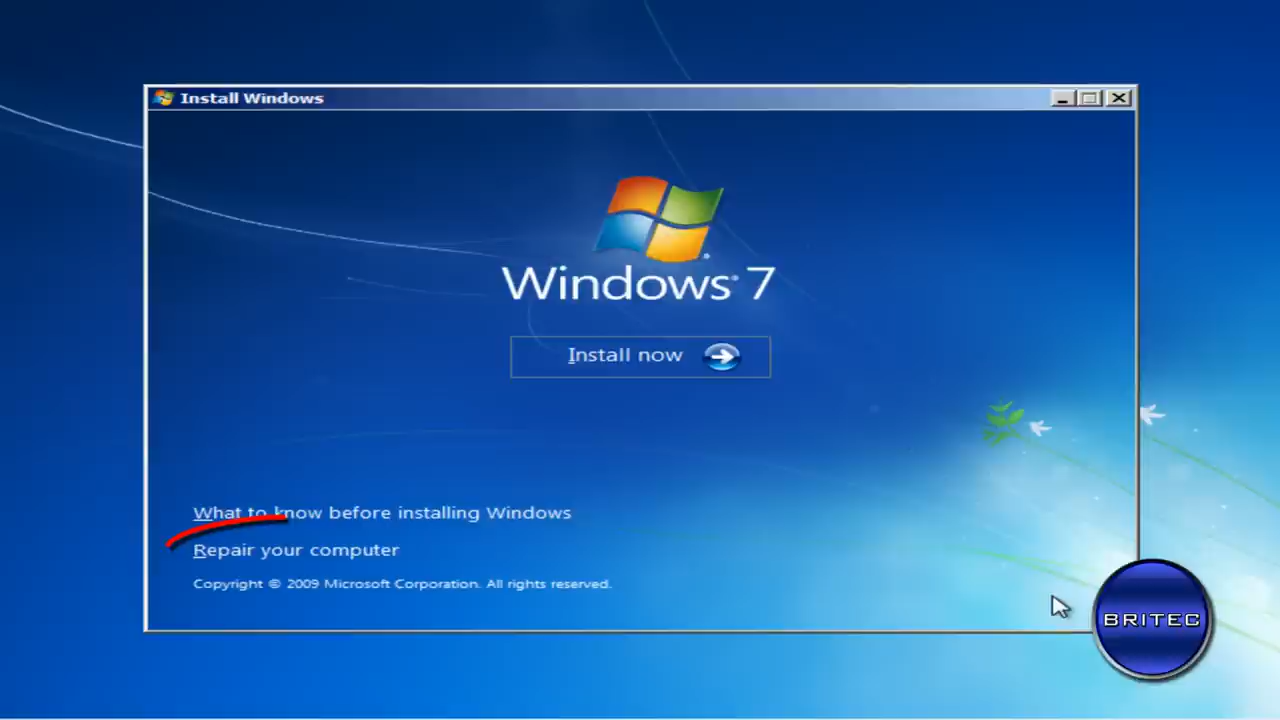 Install Windows
Windows 7
Install now
What to know before installing Windows
Repair your computer
Copyright © 2009 Microsoft Corporation. All rights reserved.
BRITEC